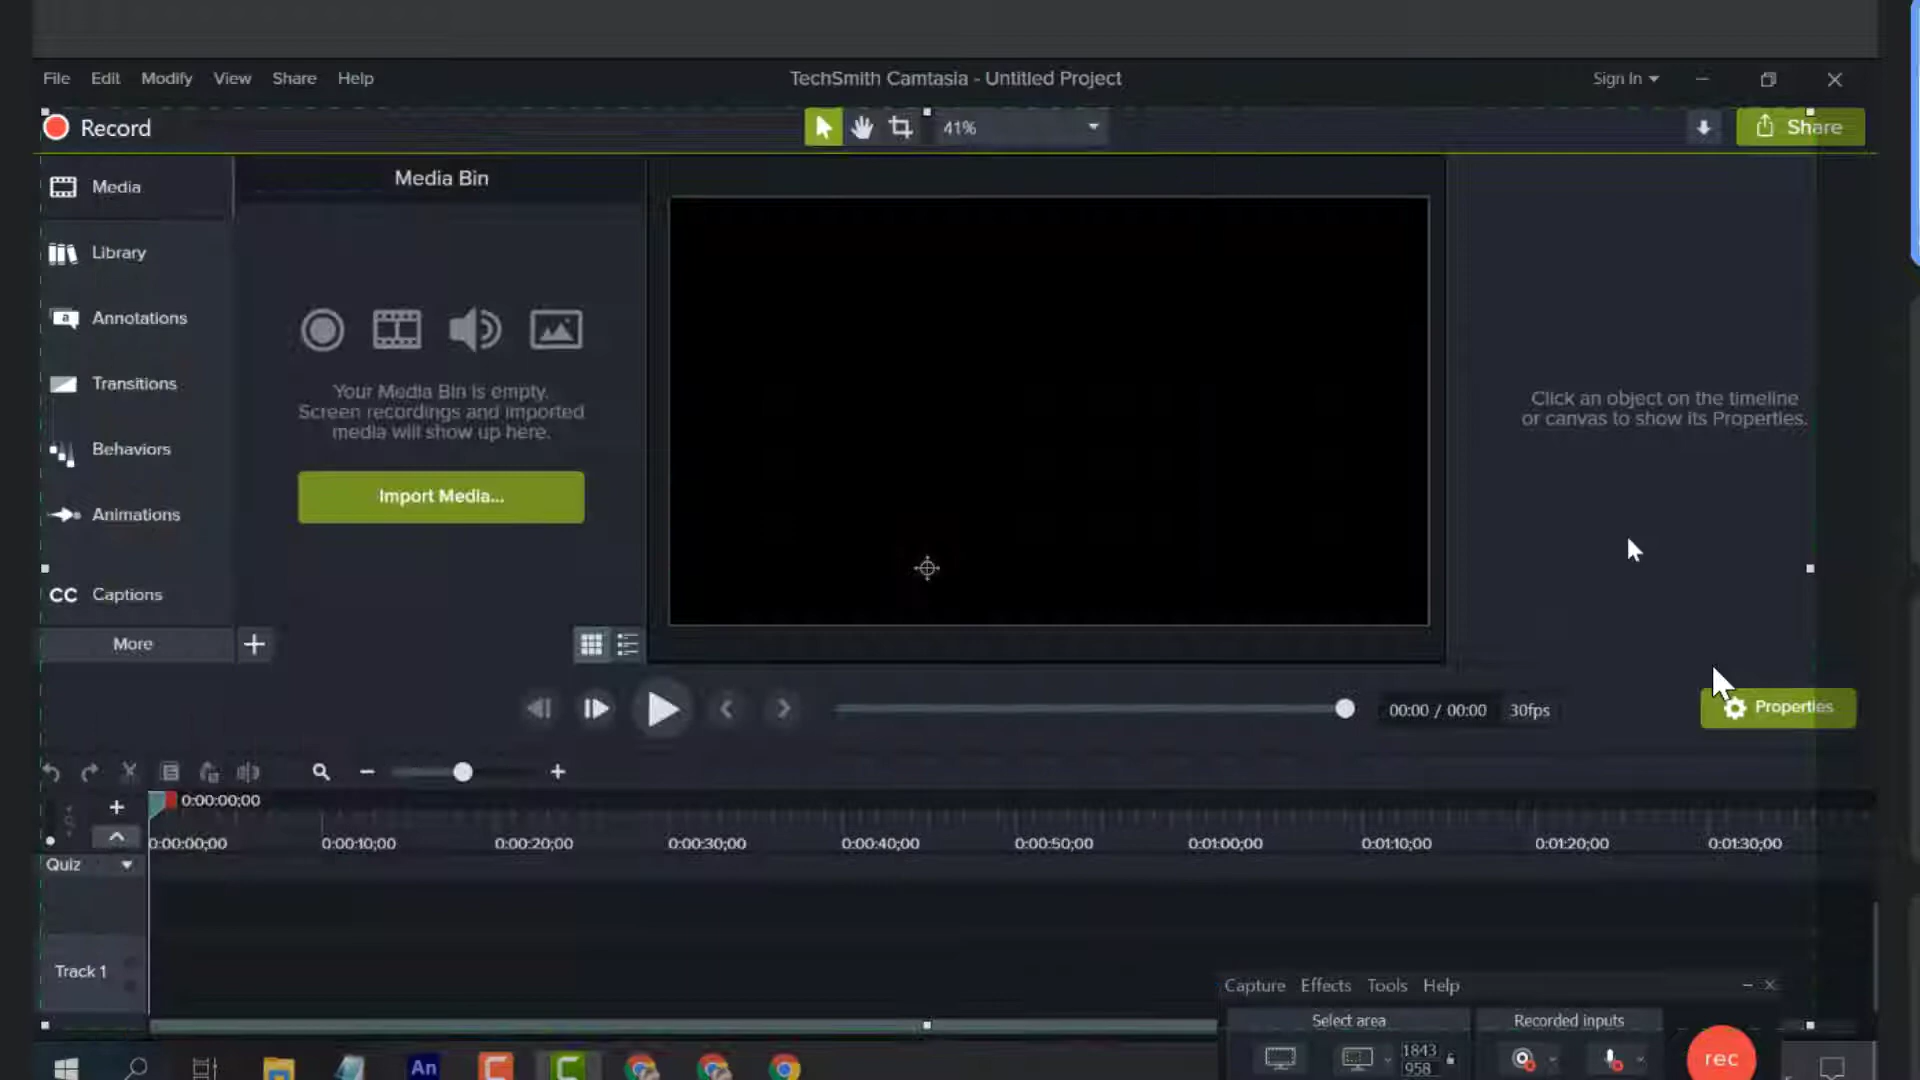 File Edit Modify View Share Help
TechSmith Camtasia - Untitled Project
Sign In
Record
41%
Share
Media
Library
Annotations
Transitions
Behaviors
Animations
CC Captions
More
Media Bin
Your Media Bin is empty.
Screen recordings and imported
media will show up here.
Import Media...
Click an object on the timeline
or canvas to show its Properties.
00:00 / 00:00 30fps
Properties
0:00:00;00
0:00:00;00 0:00:10;00 0:00:20;00 0:00:30;00 0:00:40;00 0:00:50;00 0:01:00;00 0:01:10;00 0:01:20;00 0:01:30;00
Quiz
Track 1
Capture Effects Tools Help
Select area
Recorded inputs
1843
958
rec
An